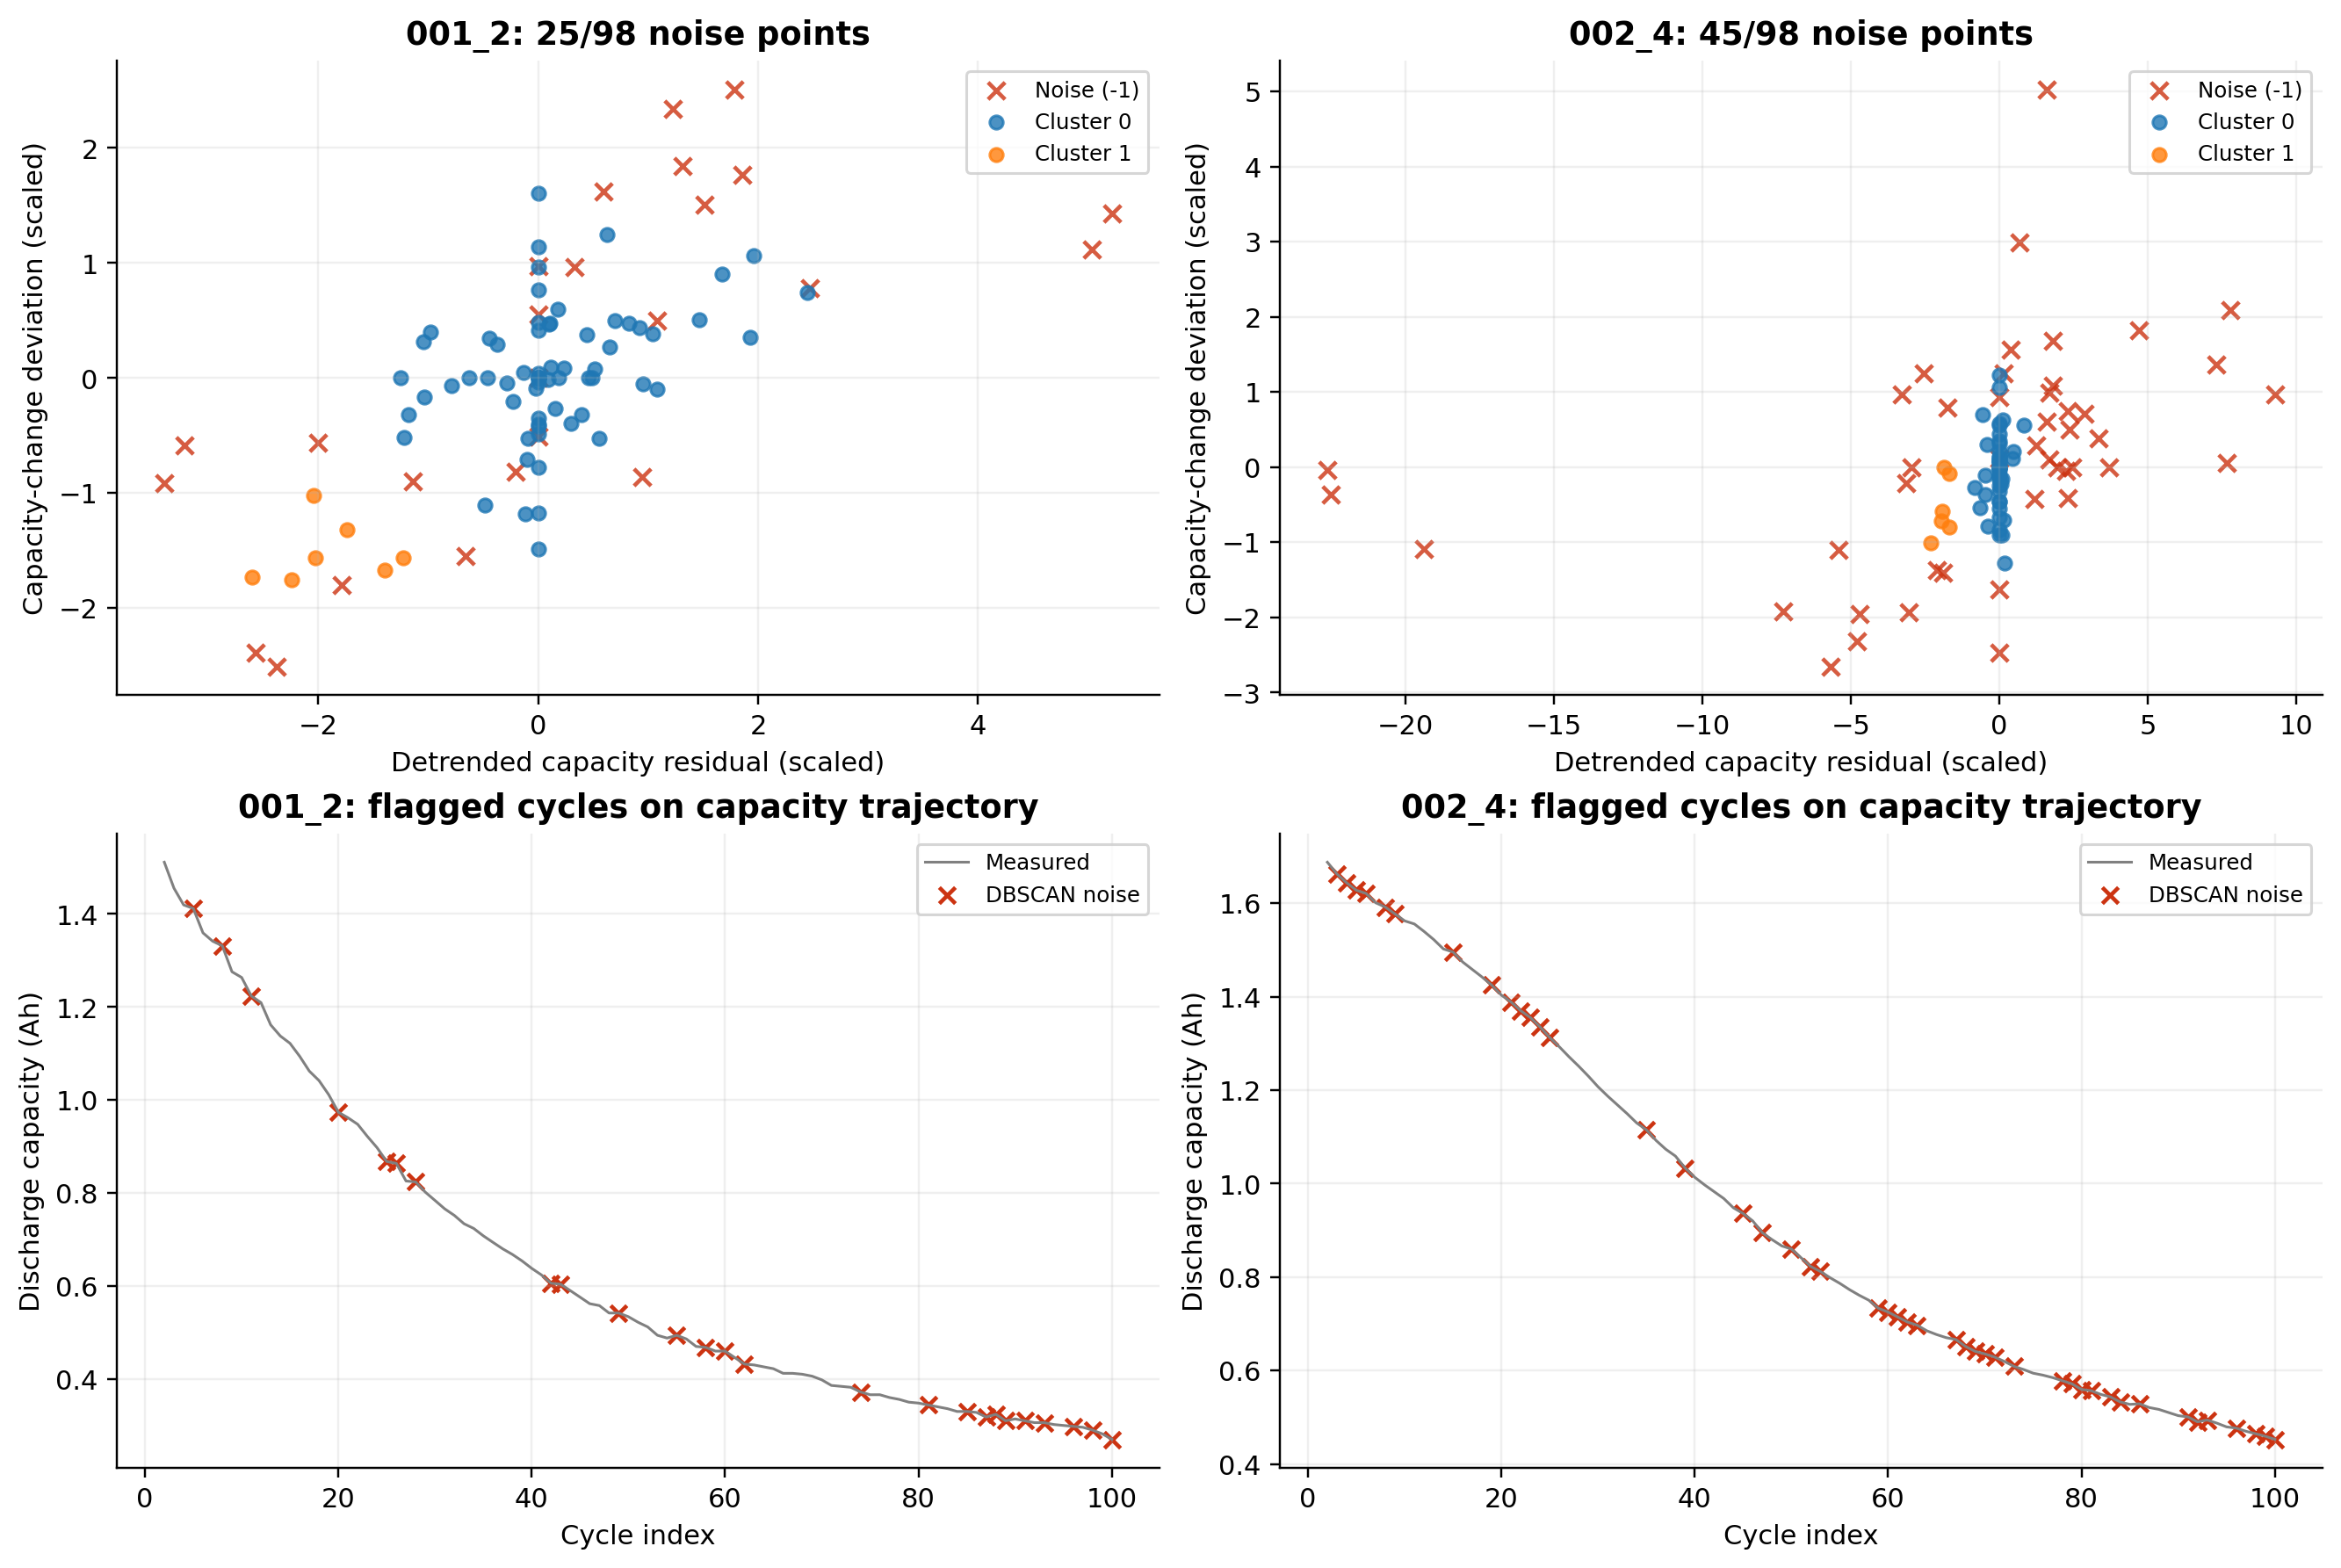 001_2: 25/98 noise points
Capacity-change deviation (scaled)
2
1
0
−1
−2
Noise (-1)
Cluster 0
Cluster 1
−2
0
2
4
Detrended capacity residual (scaled)
002_4: 45/98 noise points
Capacity-change deviation (scaled)
5
4
3
2
1
0
−1
−2
−3
Noise (-1)
Cluster 0
Cluster 1
−20
−15
−10
−5
0
5
10
Detrended capacity residual (scaled)
001_2: flagged cycles on capacity trajectory
Discharge capacity (Ah)
1.4
1.2
1.0
0.8
0.6
0.4
Measured
DBSCAN noise
0
20
40
60
80
100
Cycle index
002_4: flagged cycles on capacity trajectory
Discharge capacity (Ah)
1.6
1.4
1.2
1.0
0.8
0.6
0.4
Measured
DBSCAN noise
0
20
40
60
80
100
Cycle index